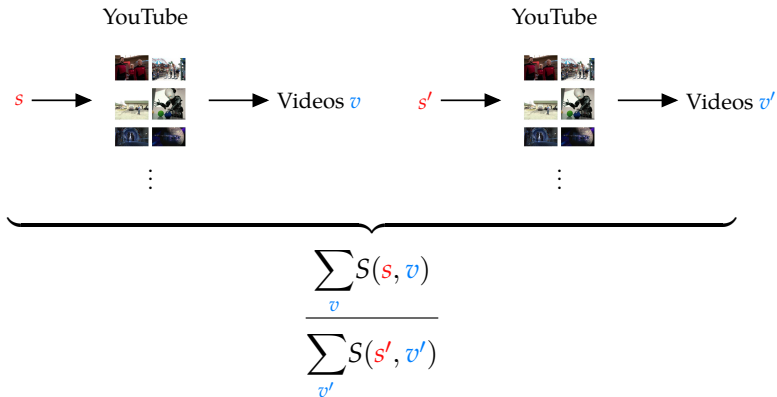 YouTube YouTube
s Videos v s′ Videos v′
⋮ ⋮
∑ S(s, v)
v
∑ S(s′, v′)
v′